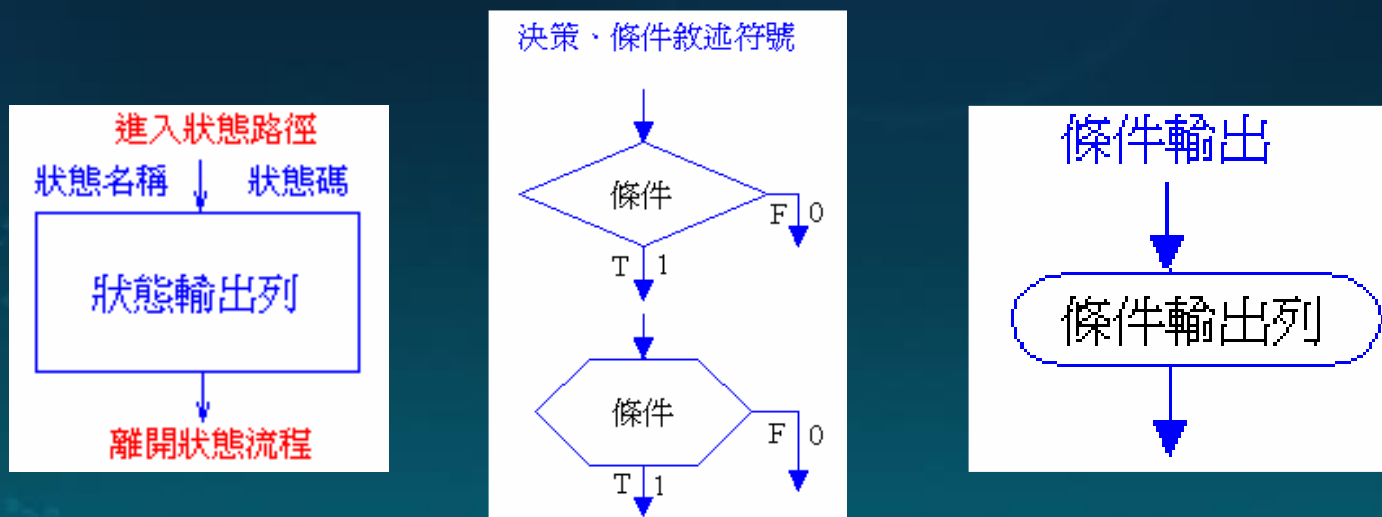 進入狀態路徑
狀態名稱 狀態碼
狀態輸出列
離開狀態流程
決策、條件敘述符號
條件
F 0
T 1
條件
F 0
T 1
條件輸出
條件輸出列